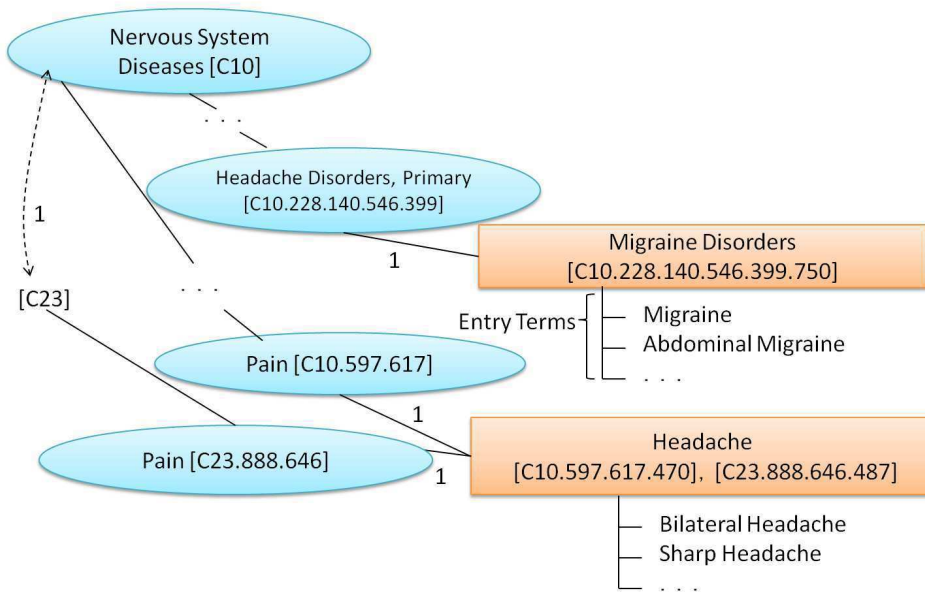 Nervous System
Diseases [C10]
. . .
Headache Disorders, Primary
[C10.228.140.546.399]
1
1
Migraine Disorders
[C10.228.140.546.399.750]
[C23]
. . .
Entry Terms
Migraine
Abdominal Migraine
. . .
Pain [C10.597.617]
1
Pain [C23.888.646]
1
Headache
[C10.597.617.470], [C23.888.646.487]
Bilateral Headache
Sharp Headache
. . .